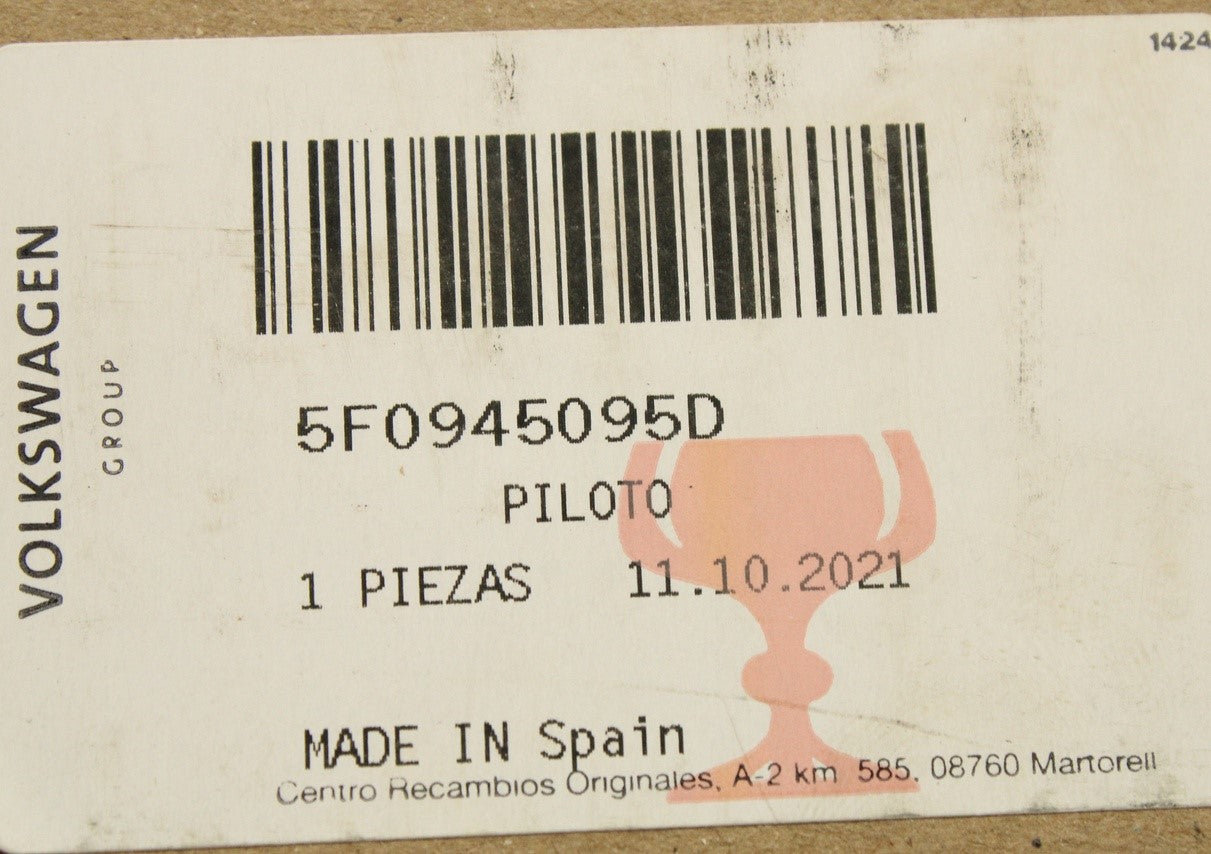 1424
VOLKSWAGEN
GROUP
5F0945095D
PILOTO
1 PIEZAS 11.10.2021
MADE IN Spain
Centro Recambios Originales, A-2 km 585, 08760 Martorell